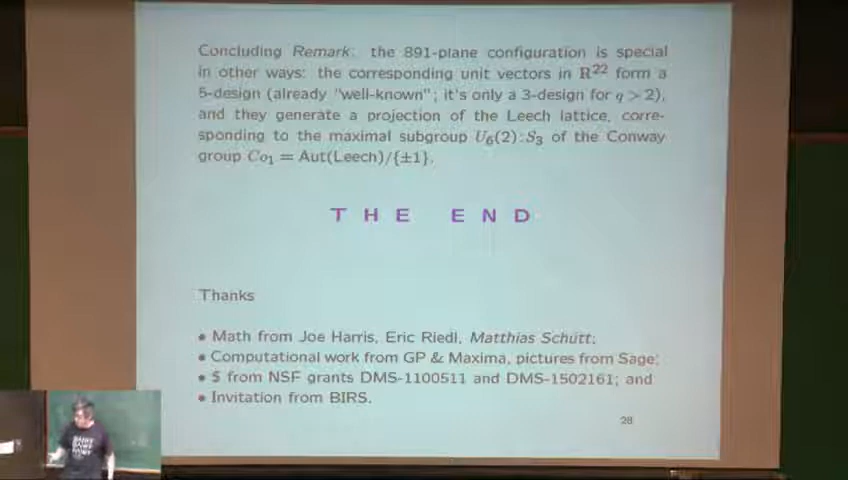 Concluding Remark: the 891-plane configuration is special
in other ways: the corresponding unit vectors in R²² form a
5-design (already "well-known"; it's only a 3-design for q > 2),
and they generate a projection of the Leech lattice, corre-
sponding to the maximal subgroup U₆(2):S₃ of the Conway
group Co₁ = Aut(Leech)/{±1}.
THE END
Thanks
• Math from Joe Harris, Eric Riedl, Matthias Schütt;
• Computational work from GP & Maxima, pictures from Sage;
• $ from NSF grants DMS-1100511 and DMS-1502161; and
• Invitation from BIRS.
28